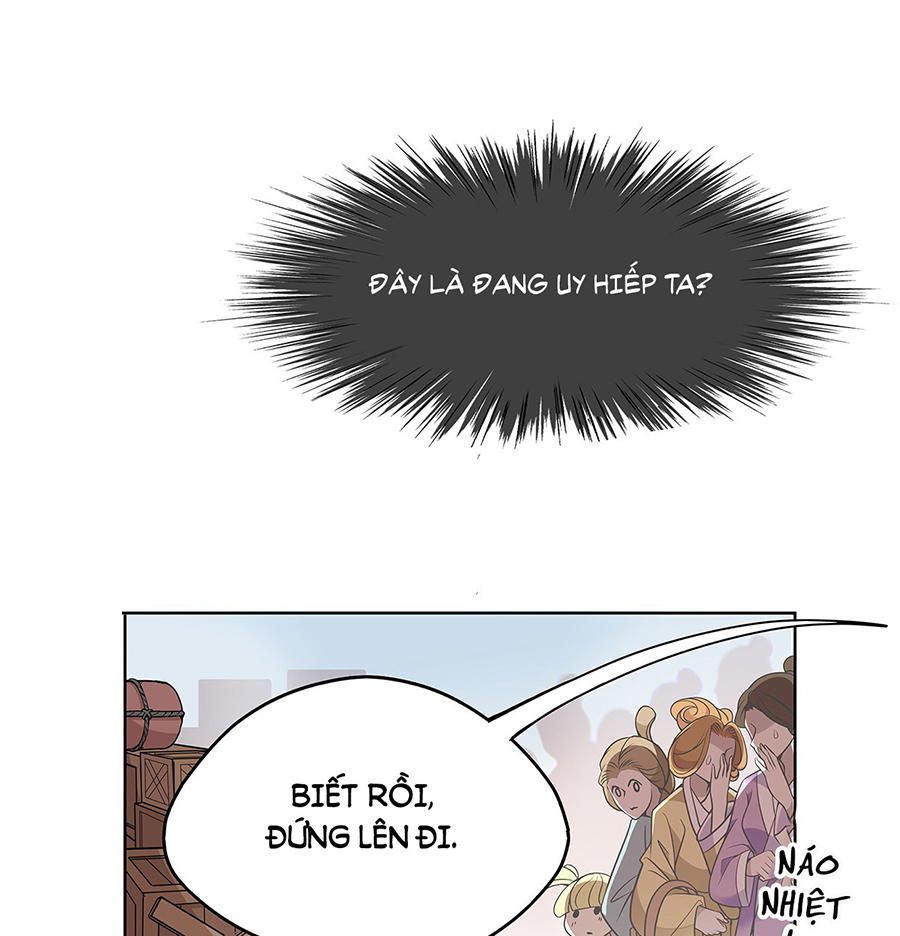 ĐÂY LÀ ĐANG UY HIẾP TA?
BIẾT RỒI,
ĐỨNG LÊN ĐI.
NÁO
NHIỆT